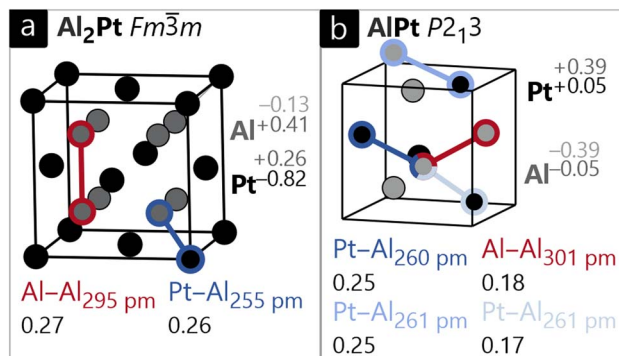 a Al₂Pt Fm3̅m
−0.13
Al+0.41
+0.26
Pt−0.82
Al–Al295 pm Pt–Al255 pm
0.27 0.26
b AlPt P2₁3
+0.39
Pt+0.05
−0.39
Al−0.05
Pt–Al260 pm Al–Al301 pm
0.25 0.18
Pt–Al261 pm Pt–Al261 pm
0.25 0.17